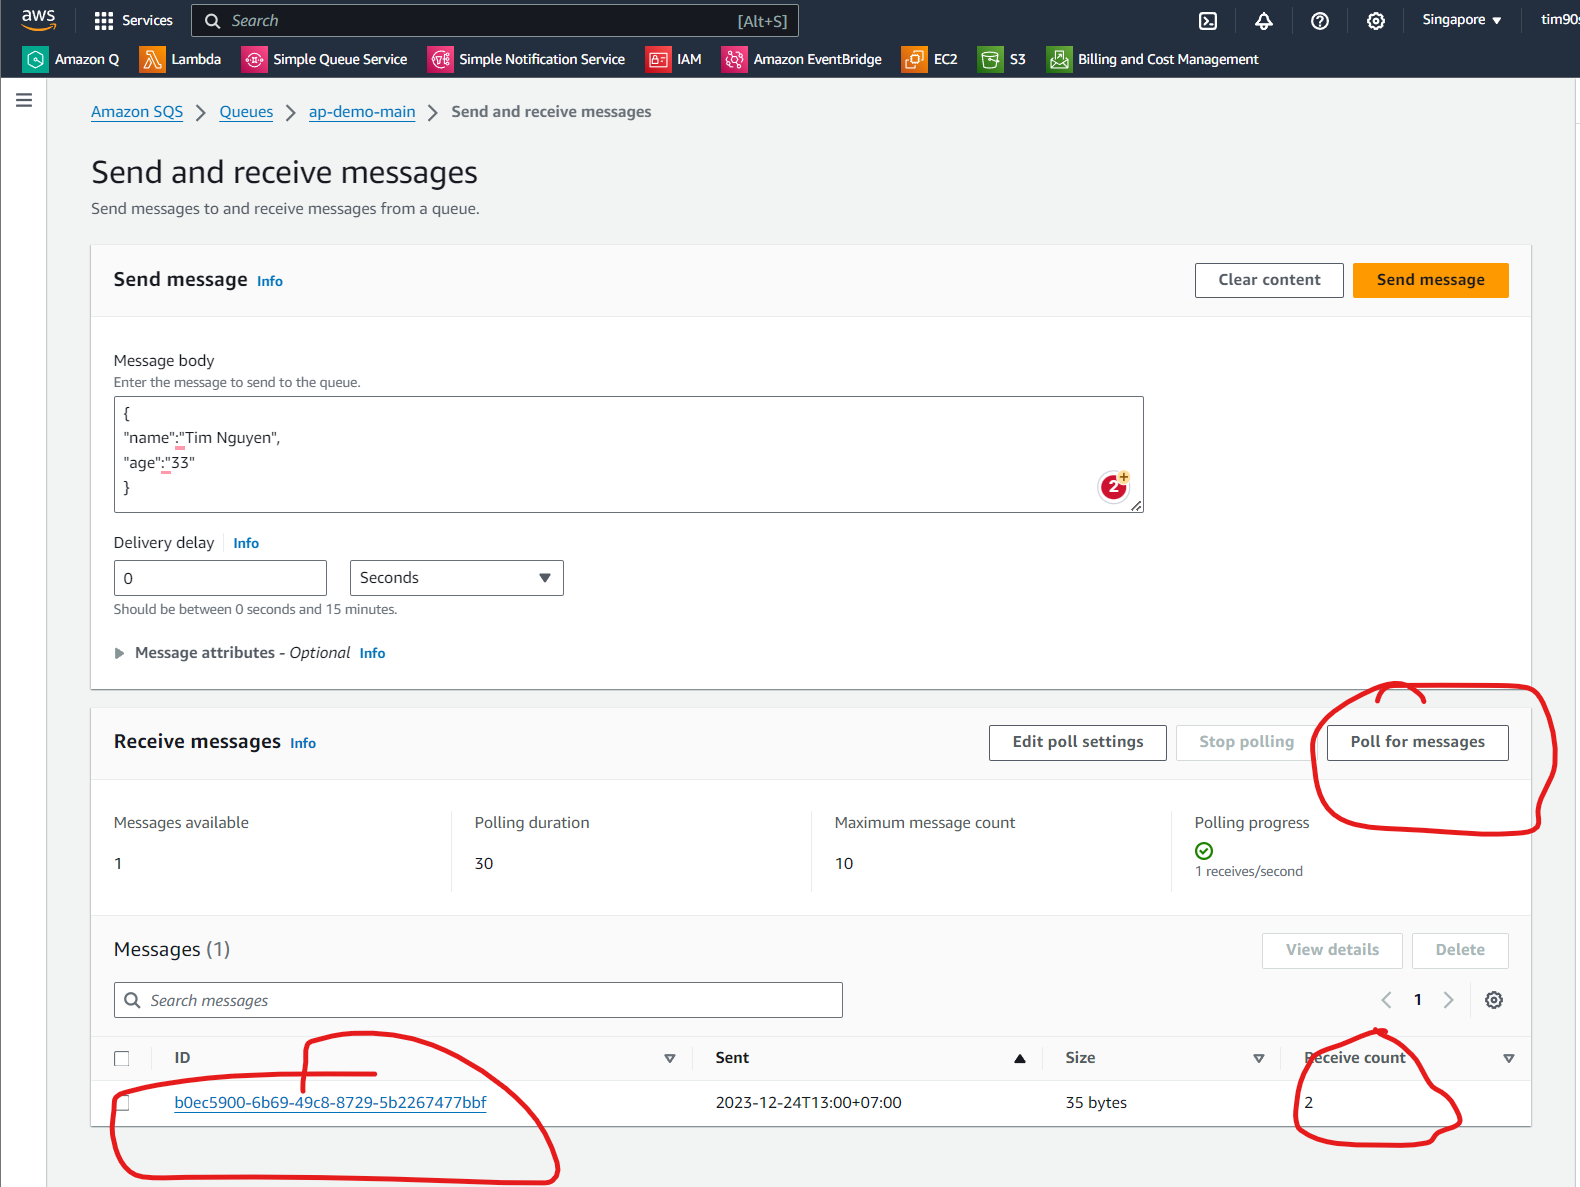 aws Services Search [Alt+S] Singapore ▼ tim90s
Amazon Q Lambda Simple Queue Service Simple Notification Service IAM Amazon EventBridge EC2 S3 Billing and Cost Management
Amazon SQS > Queues > ap-demo-main > Send and receive messages
Send and receive messages
Send messages to and receive messages from a queue.
Send message Info Clear content Send message
Message body
Enter the message to send to the queue.
{
"name":"Tim Nguyen",
"age":"33"
}
2+
Delivery delay Info
0 Seconds
Should be between 0 seconds and 15 minutes.
Message attributes - Optional Info
Receive messages Info Edit poll settings Stop polling Poll for messages
Messages available Polling duration Maximum message count Polling progress
1 30 10
1 receives/second
Messages (1) View details Delete
Search messages 1
ID Sent Size Receive count
b0ec5900-6b69-49c8-8729-5b2267477bbf 2023-12-24T13:00+07:00 35 bytes 2